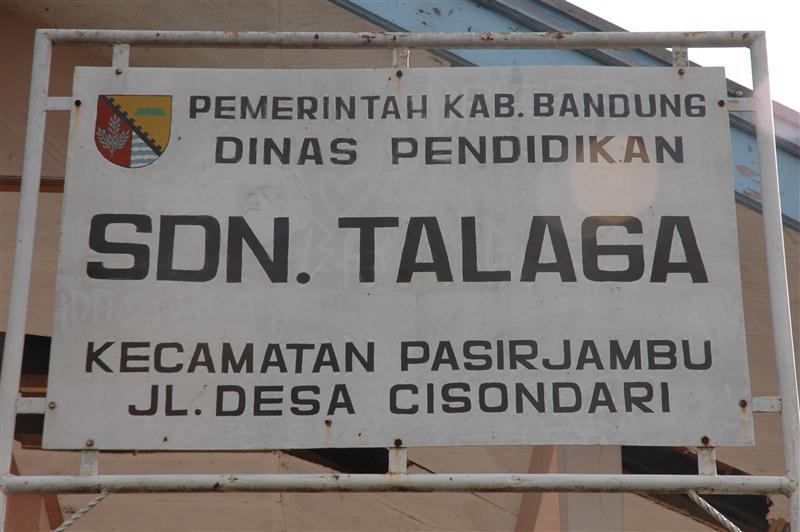 PEMERINTAH KAB. BANDUNG
DINAS PENDIDIKAN
SDN. TALAGA
KECAMATAN PASIRJAMBU
JL. DESA CISONDARI